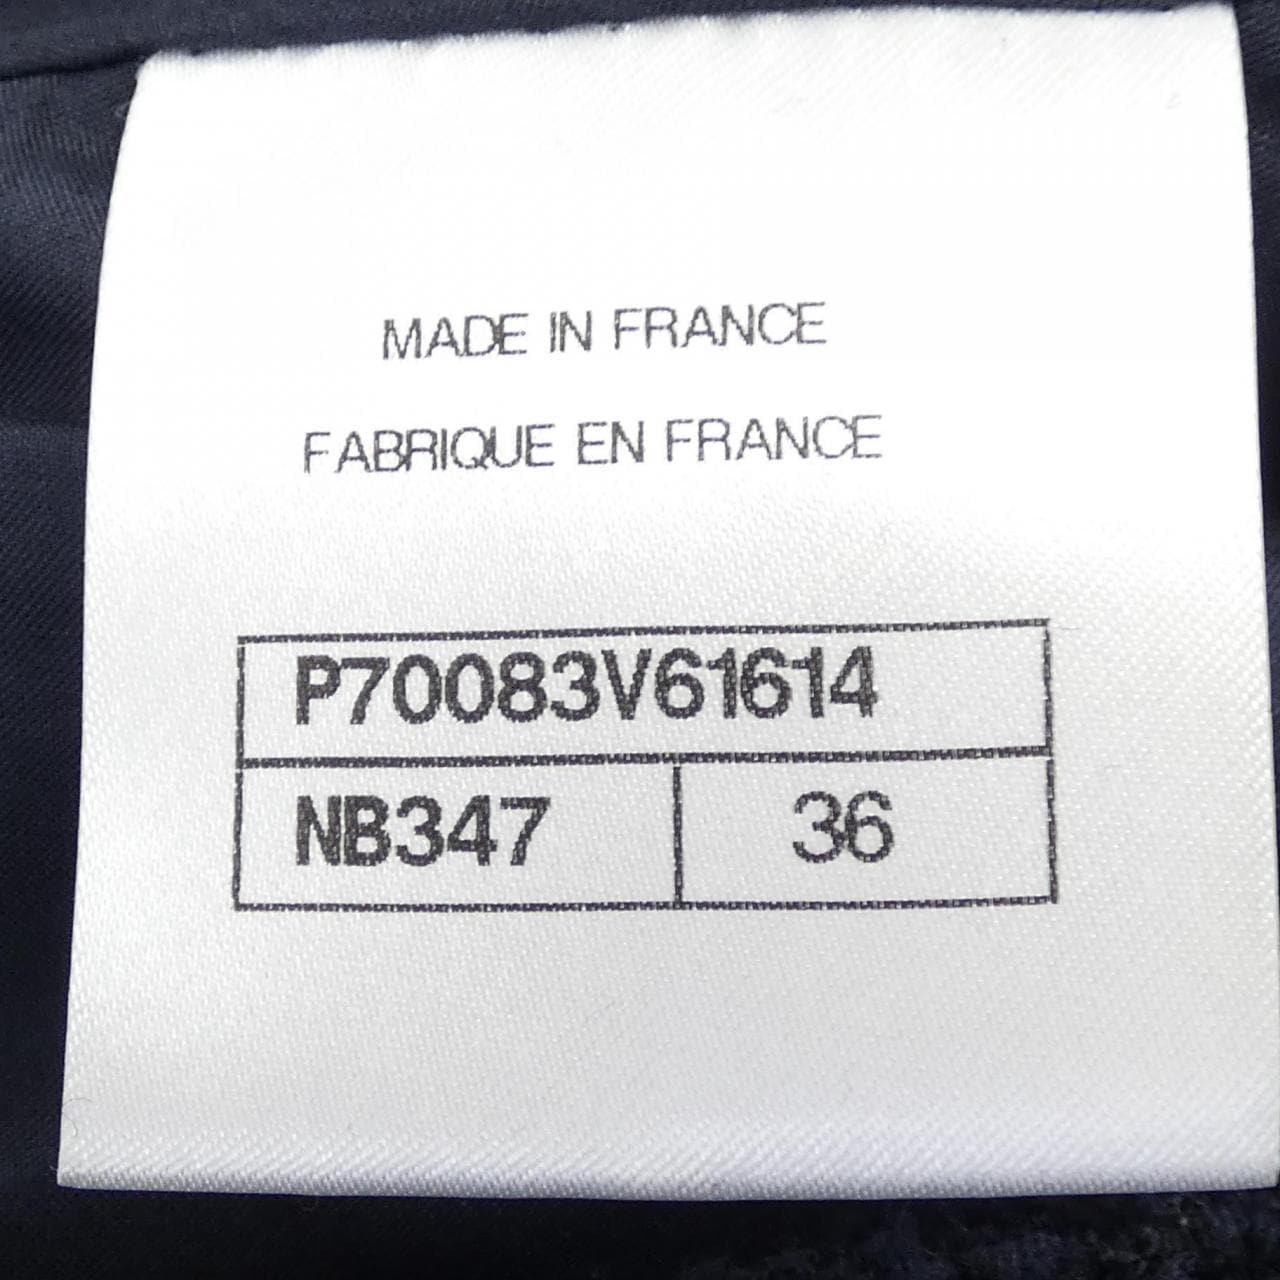 MADE IN FRANCE
FABRIQUE EN FRANCE
P70083V61614
NB347 36